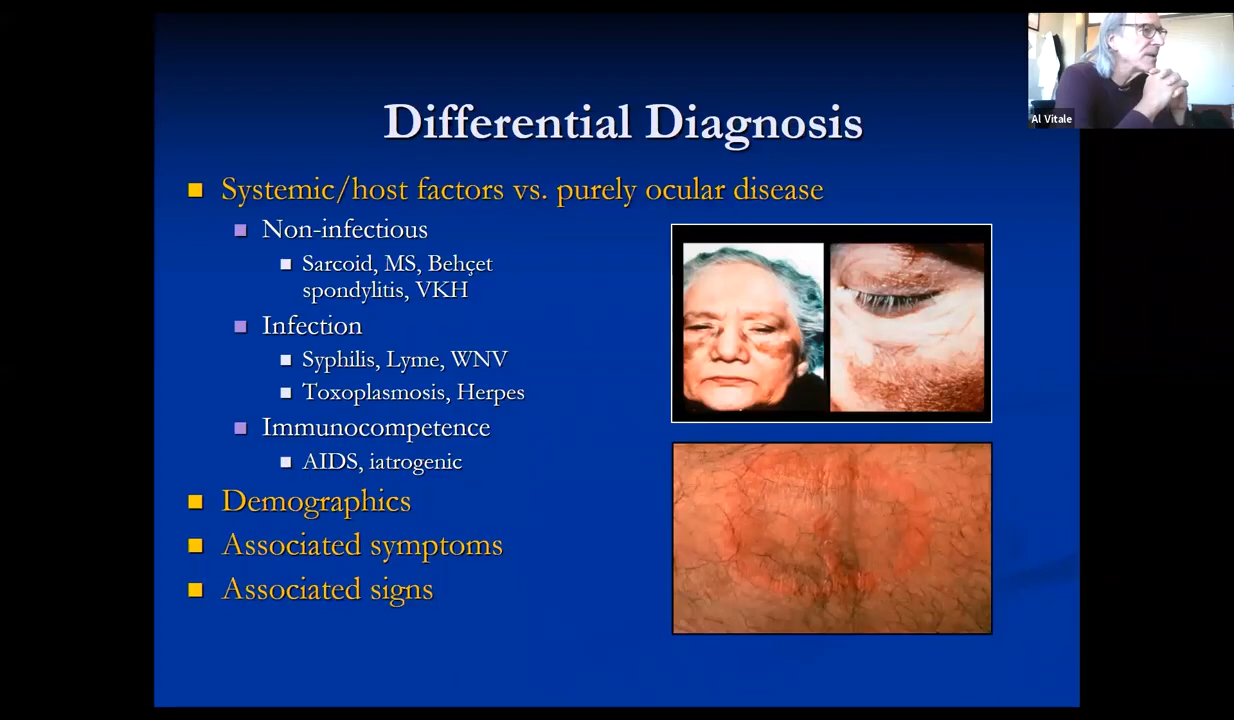 Al Vitale
Differential Diagnosis
Systemic/host factors vs. purely ocular disease
Non-infectious
Sarcoid, MS, Behçet
spondylitis, VKH
Infection
Syphilis, Lyme, WNV
Toxoplasmosis, Herpes
Immunocompetence
AIDS, iatrogenic
Demographics
Associated symptoms
Associated signs